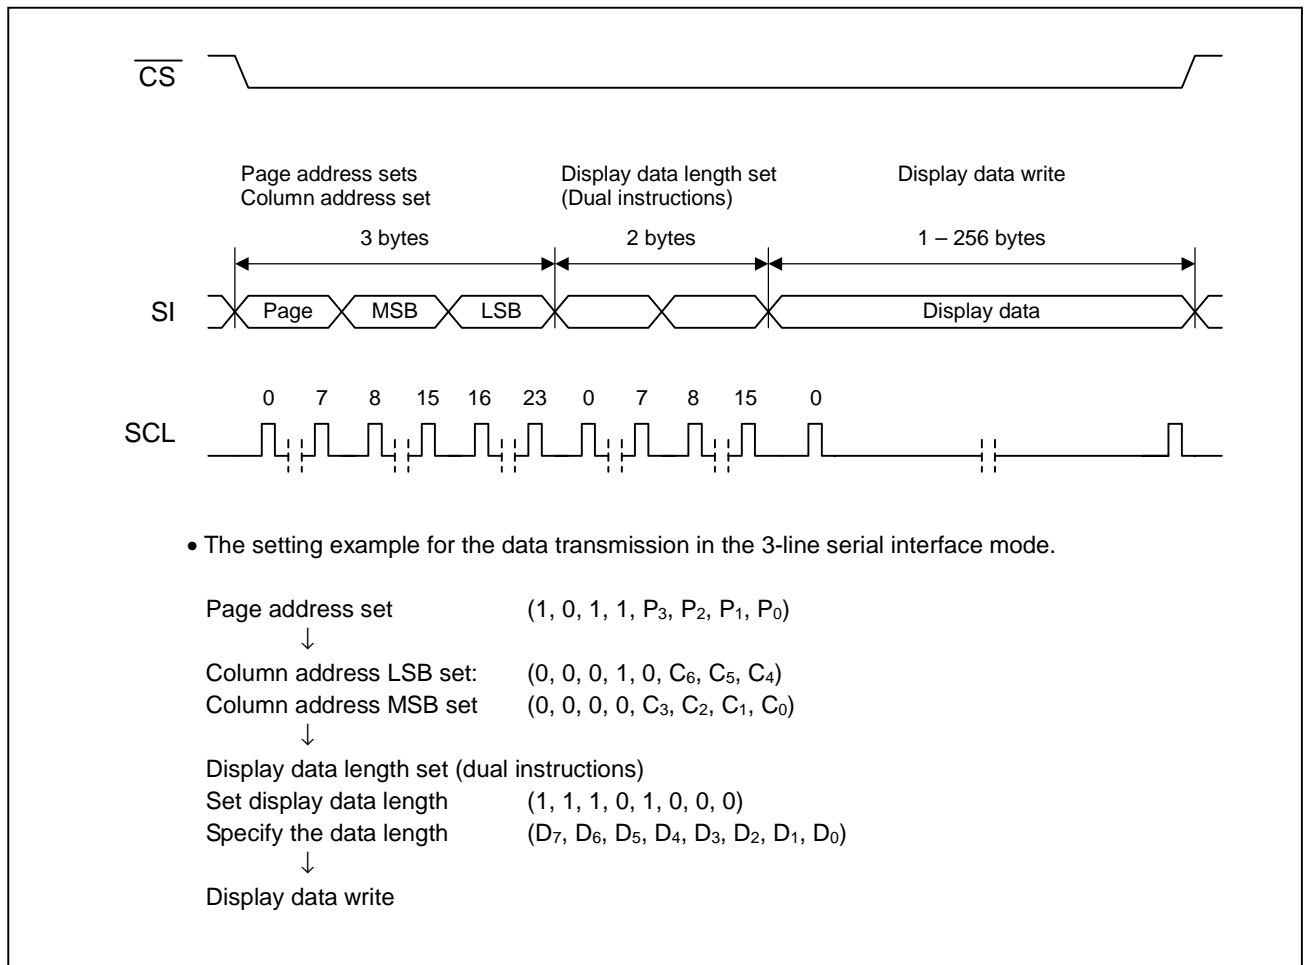 CS
Page address sets Display data length set Display data write
Column address set (Dual instructions)
3 bytes 2 bytes 1 – 256 bytes
SI Page MSB LSB Display data
0 7 8 15 16 23 0 7 8 15 0
SCL
• The setting example for the data transmission in the 3-line serial interface mode.
Page address set (1, 0, 1, 1, P₃, P₂, P₁, P₀)
↓
Column address LSB set: (0, 0, 0, 1, 0, C₆, C₅, C₄)
Column address MSB set (0, 0, 0, 0, C₃, C₂, C₁, C₀)
↓
Display data length set (dual instructions)
Set display data length (1, 1, 1, 0, 1, 0, 0, 0)
Specify the data length (D₇, D₆, D₅, D₄, D₃, D₂, D₁, D₀)
↓
Display data write